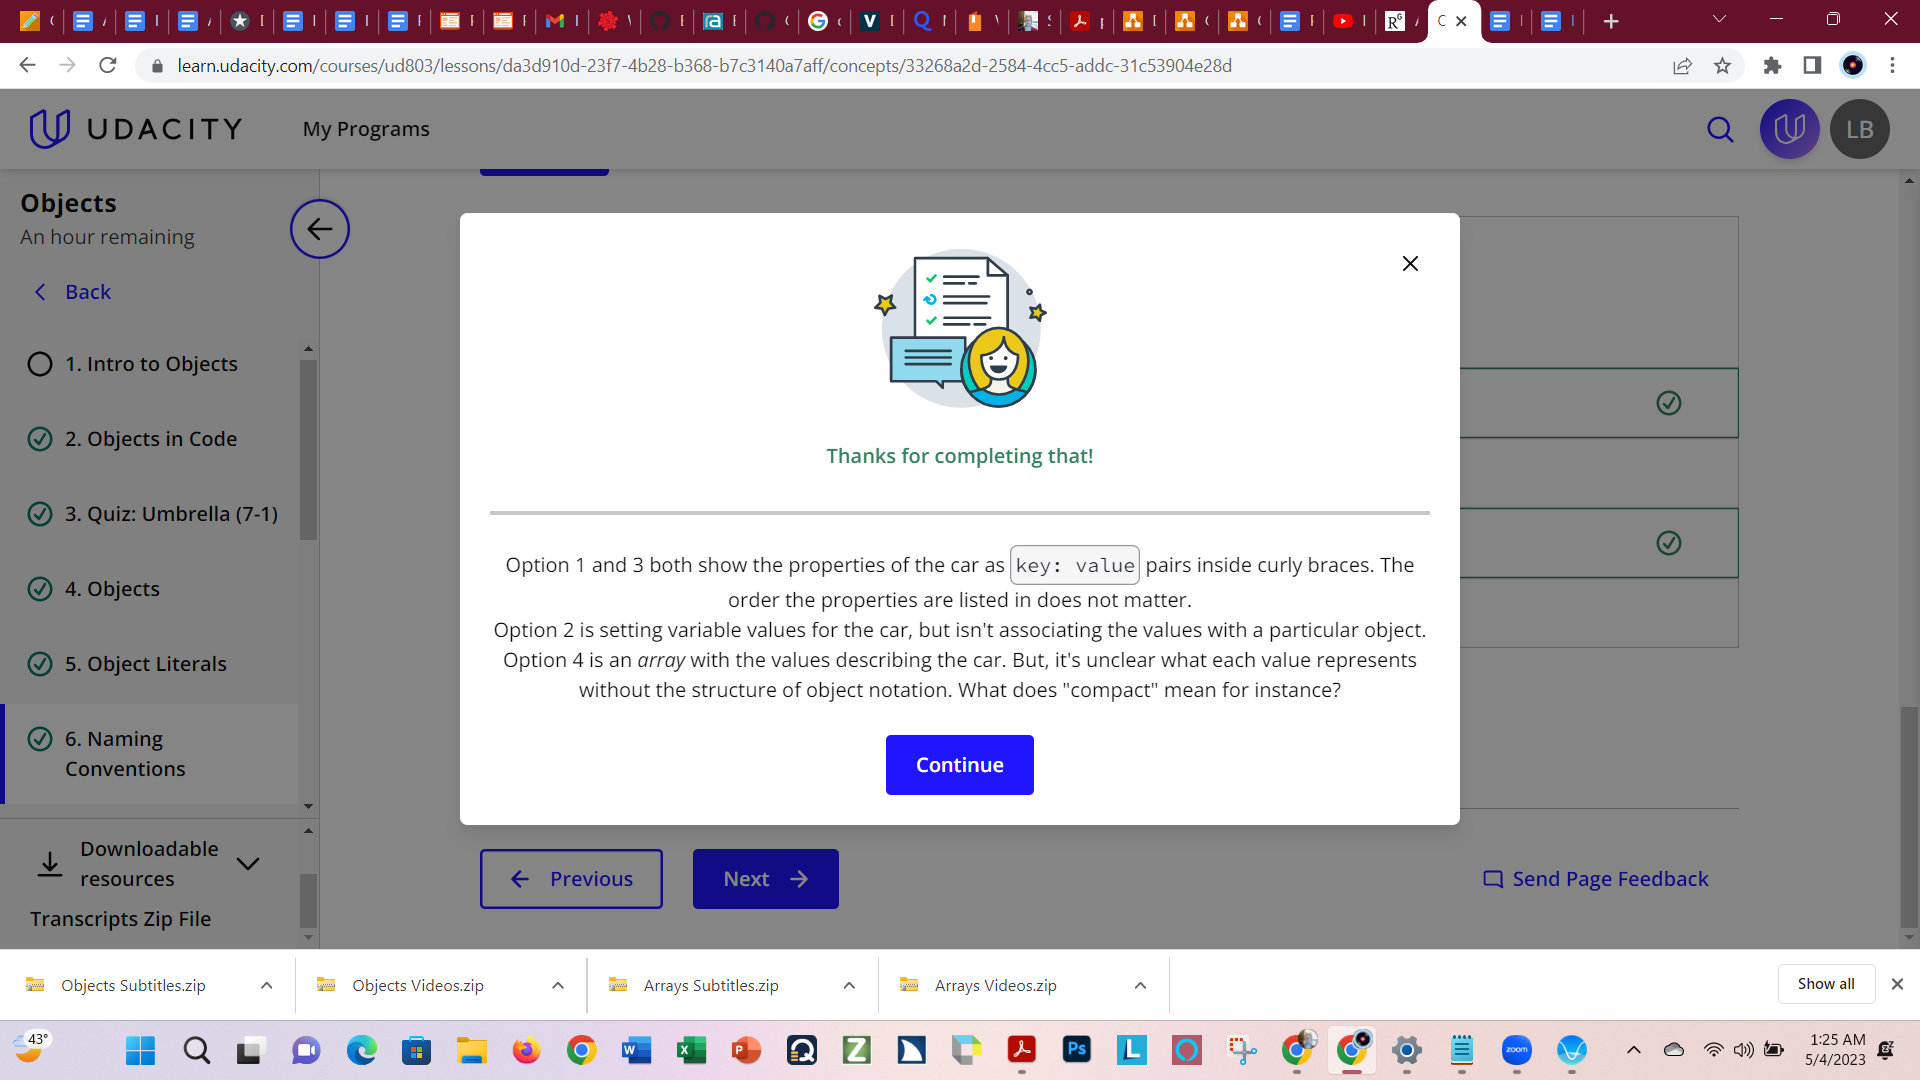 learn.udacity.com/courses/ud803/lessons/da3d910d-23f7-4b28-b368-b7c3140a7aff/concepts/33268a2d-2584-4cc5-addc-31c53904e28d
UDACITY
My Programs
LB
Objects
An hour remaining
Back
1. Intro to Objects
2. Objects in Code
3. Quiz: Umbrella (7-1)
4. Objects
5. Object Literals
6. Naming
Conventions
Downloadable
resources
Transcripts Zip File
Thanks for completing that!
Option 1 and 3 both show the properties of the car as key: value pairs inside curly braces. The
order the properties are listed in does not matter.
Option 2 is setting variable values for the car, but isn't associating the values with a particular object.
Option 4 is an array with the values describing the car. But, it's unclear what each value represents
without the structure of object notation. What does "compact" mean for instance?
Continue
Previous
Next
Send Page Feedback
Objects Subtitles.zip
Objects Videos.zip
Arrays Subtitles.zip
Arrays Videos.zip
Show all
43°
Ps
zoom
1:25 AM
5/4/2023